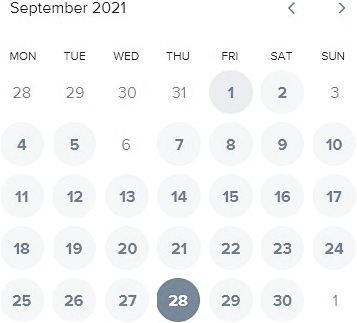 September 2021
MON TUE WED THU FRI SAT SUN
28 29 30 31 1 2 3
4 5 6 7 8 9 10
11 12 13 14 15 16 17
18 19 20 21 22 23 24
25 26 27 28 29 30 1